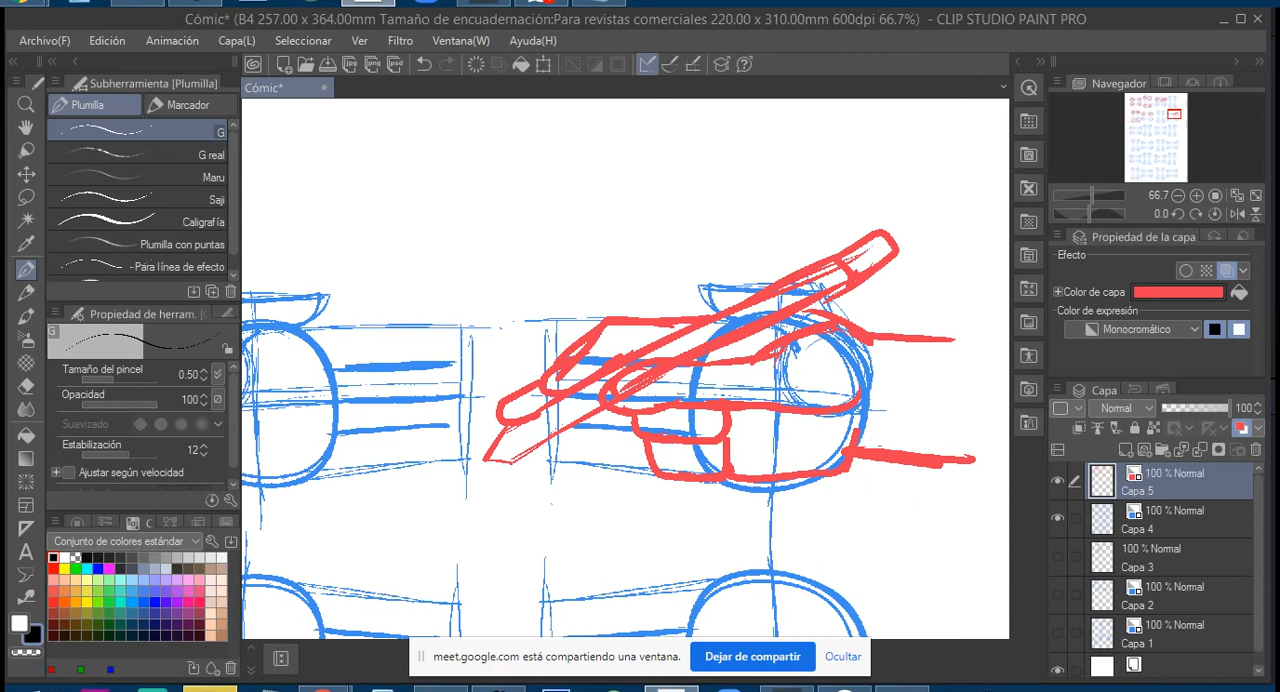 Cómic* (B4 257.00 x 364.00mm Tamaño de encuadernación:Para revistas comerciales 220.00 x 310.00mm 600dpi 66.7%) - CLIP STUDIO PAINT PRO
Archivo(F) Edición Animación Capa(L) Seleccionar Ver Filtro Ventana(W) Ayuda(H)
Subherramienta [Plumilla]
Cómic*
Navegador
Plumilla Marcador
G
G real
Maru
Saji
Caligrafía
Plumilla con puntas
Para línea de efecto
66.7
0.0
Propiedad de la capa
Efecto
Color de capa
Color de expresión
Monocromático
Propiedad de herram.
G
Tamaño del pincel 0.50
Opacidad 100
Suavizado
Estabilización 12
Ajustar según velocidad
Capa
Normal 100
100 % Normal
Capa 5
100 % Normal
Capa 4
100 % Normal
Capa 3
100 % Normal
Capa 2
100 % Normal
Capa 1
Conjunto de colores estándar
A
meet.google.com está compartiendo una ventana. Dejar de compartir Ocultar